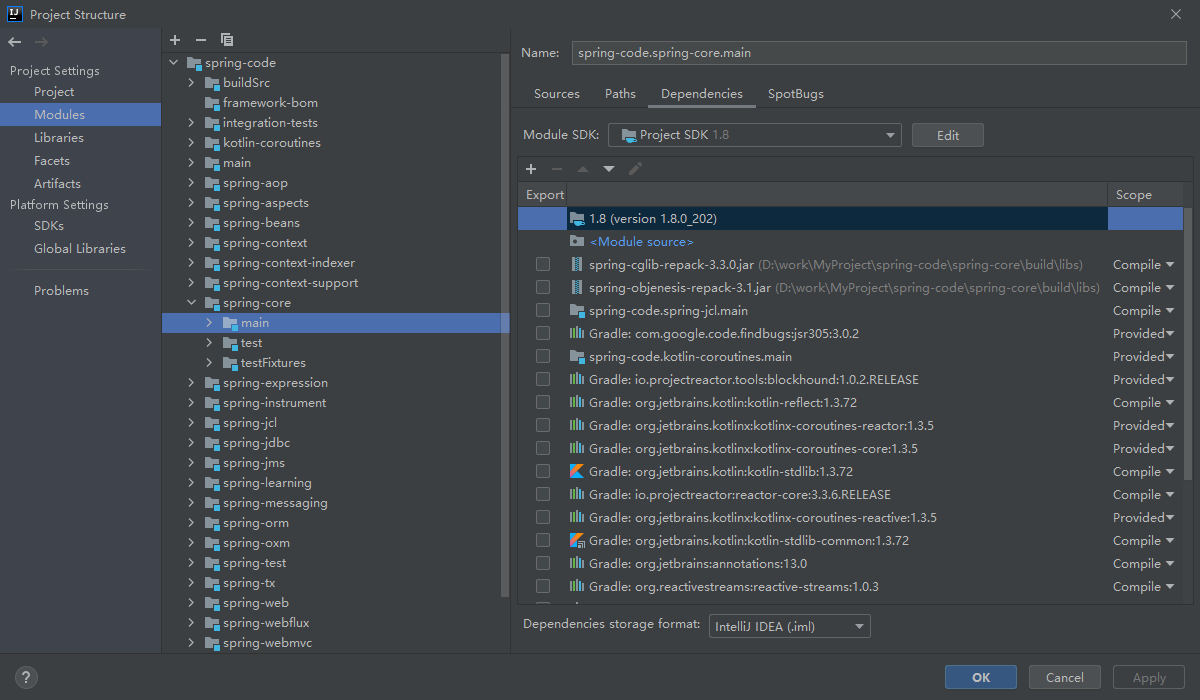 Project Structure
Project Settings
Project
Modules
Libraries
Facets
Artifacts
Platform Settings
SDKs
Global Libraries
Problems
spring-code
buildSrc
framework-bom
integration-tests
kotlin-coroutines
main
spring-aop
spring-aspects
spring-beans
spring-context
spring-context-indexer
spring-context-support
spring-core
main
test
testFixtures
spring-expression
spring-instrument
spring-jcl
spring-jdbc
spring-jms
spring-learning
spring-messaging
spring-orm
spring-oxm
spring-test
spring-tx
spring-web
spring-webflux
spring-webmvc
Name: spring-code.spring-core.main
Sources Paths Dependencies SpotBugs
Module SDK: Project SDK 1.8 Edit
Export Scope
1.8 (version 1.8.0_202)
<Module source>
spring-cglib-repack-3.3.0.jar (D:\work\MyProject\spring-code\spring-core\build\libs) Compile
spring-objenesis-repack-3.1.jar (D:\work\MyProject\spring-code\spring-core\build\libs) Compile
spring-code.spring-jcl.main Compile
Gradle: com.google.code.findbugs:jsr305:3.0.2 Provided
spring-code.kotlin-coroutines.main Provided
Gradle: io.projectreactor.tools:blockhound:1.0.2.RELEASE Provided
Gradle: org.jetbrains.kotlin:kotlin-reflect:1.3.72 Compile
Gradle: org.jetbrains.kotlinx:kotlinx-coroutines-reactor:1.3.5 Provided
Gradle: org.jetbrains.kotlinx:kotlinx-coroutines-core:1.3.5 Provided
Gradle: org.jetbrains.kotlin:kotlin-stdlib:1.3.72 Compile
Gradle: io.projectreactor:reactor-core:3.3.6.RELEASE Compile
Gradle: org.jetbrains.kotlinx:kotlinx-coroutines-reactive:1.3.5 Provided
Gradle: org.jetbrains.kotlin:kotlin-stdlib-common:1.3.72 Compile
Gradle: org.jetbrains:annotations:13.0 Compile
Gradle: org.reactivestreams:reactive-streams:1.0.3 Compile
Dependencies storage format: IntelliJ IDEA (.iml)
? OK Cancel Apply